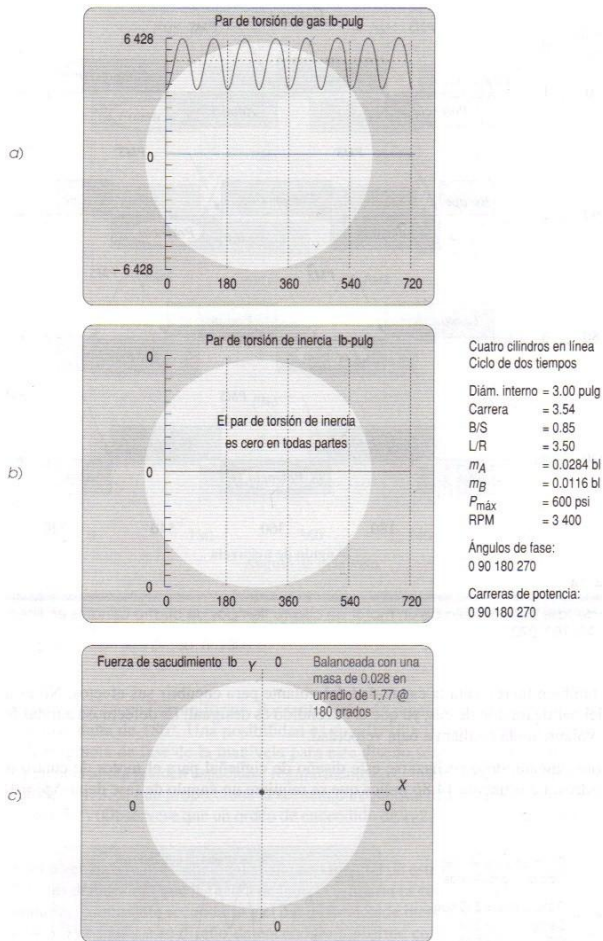 Par de torsión de gas lb-pulg
6 428
a)
0
– 6 428
0 180 360 540 720
Par de torsión de inercia lb-pulg
0
El par de torsión de inercia
es cero en todas partes
b)
0
0
0 180 360 540 720
Cuatro cilindros en línea
Ciclo de dos tiempos
Diám. interno = 3.00 pulg
Carrera = 3.54
B/S = 0.85
L/R = 3.50
mA = 0.0284 bl
mB = 0.0116 bl
Pmáx = 600 psi
RPM = 3 400
Ángulos de fase:
0 90 180 270
Carreras de potencia:
0 90 180 270
Fuerza de sacudimiento lb Y 0
Balanceada con una
masa de 0.028 en
unradio de 1.77 @
180 grados
c)
X
0 0
0